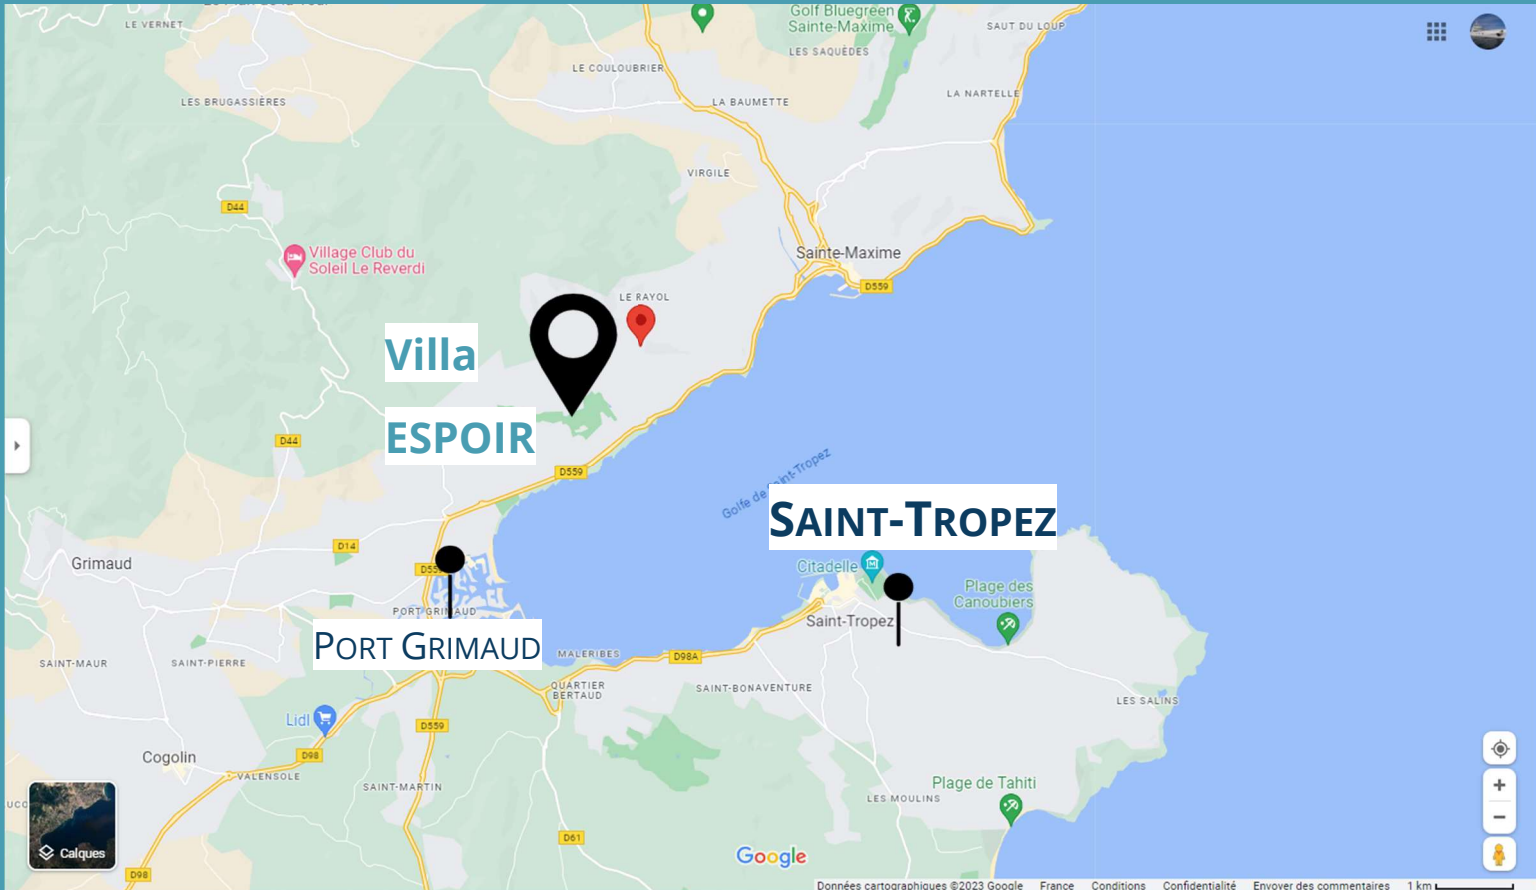 LE VERNET
Golf Bluegreen
Sainte-Maxime
SAUT DU LOUP
LES SAQUÈDES
LE COULOUBRIER
LES BRUGASSIÈRES
LA BAUMETTE
LA NARTELLE
VIRGILE
D44
Village Club du
Soleil Le Reverdi
Sainte-Maxime
D559
LE RAYOL
Villa
ESPOIR
D44
D559
Golfe de
Tropez
SAINT-TROPEZ
D14
Grimaud
Citadelle
Plage des
Canoubiers
PORT GRIMAUD
Saint-Tropez
PORT GRIMAUD
SAINT-MAUR
SAINT-PIERRE
MALERIBES
D98A
QUARTIER
BERTAUD
SAINT-BONAVENTURE
LES SALINS
Lidl
D559
Cogolin
D98
VALENSOLE
SAINT-MARTIN
Plage de Tahiti
LES MOULINS
D61
Calques
D98
Google
Données cartographiques ©2023 Google France Conditions Confidentialité Envoyer des commentaires 1 km